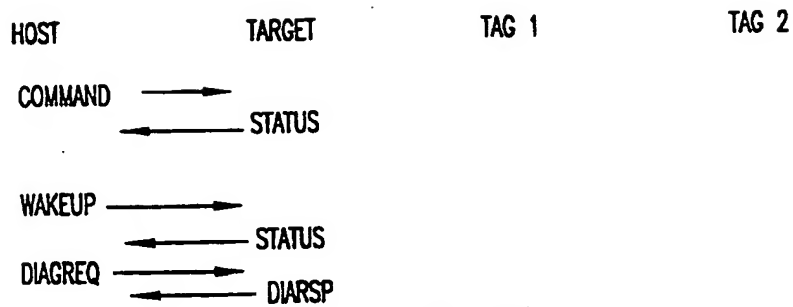 HOST TARGET TAG 1 TAG 2
COMMAND
STATUS
WAKEUP
STATUS
DIAGREQ
DIARSP